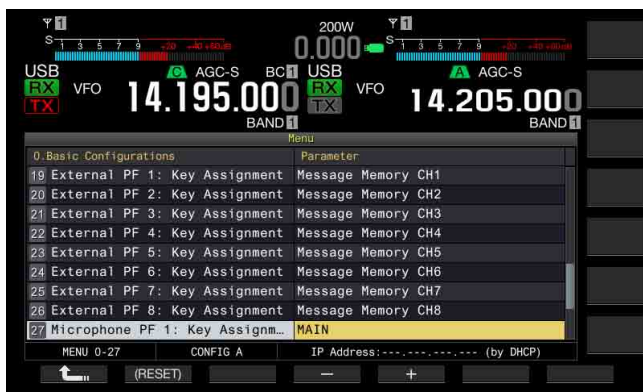 1 200W 1
S 1 3 5 7 9 +20 +40 +60dB 0.000 S 1 3 5 7 9 +20 +40 +60dB
USB C AGC-S BC1 USB A AGC-S
RX VFO 14.195.000 RX VFO 14.205.000
TX TX
BAND 1 BAND 1
Menu
0.Basic Configurations Parameter
19 External PF 1: Key Assignment Message Memory CH1
20 External PF 2: Key Assignment Message Memory CH2
21 External PF 3: Key Assignment Message Memory CH3
22 External PF 4: Key Assignment Message Memory CH4
23 External PF 5: Key Assignment Message Memory CH5
24 External PF 6: Key Assignment Message Memory CH6
25 External PF 7: Key Assignment Message Memory CH7
26 External PF 8: Key Assignment Message Memory CH8
27 Microphone PF 1: Key Assignm… MAIN
MENU 0-27 CONFIG A IP Address:---.---.---.--- (by DHCP)
(RESET) − +